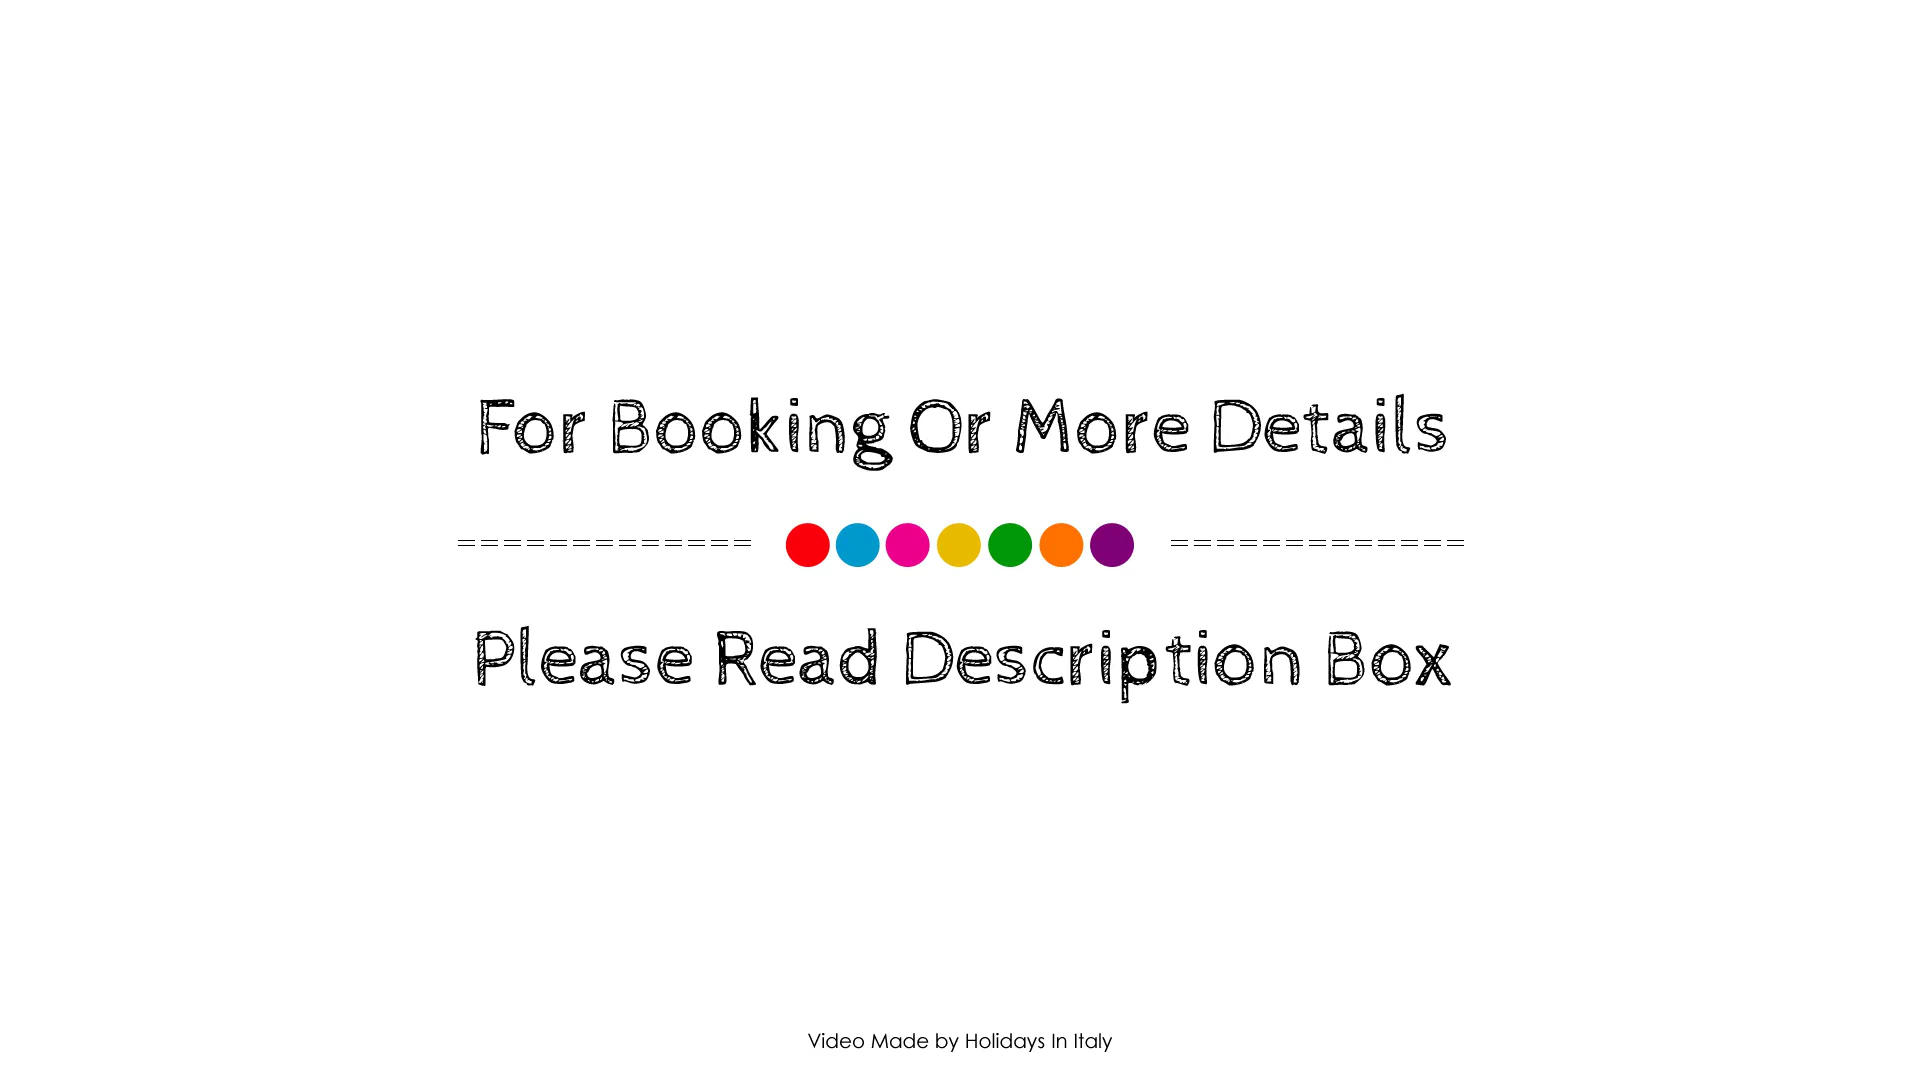 For Booking Or More Details
============= =============
Please Read Description Box
Video Made by Holidays In Italy